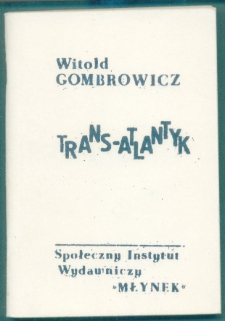 Witold
GOMBROWICZ
TRANS-ATLANTYK
Społeczny Instytut
Wydawniczy
"MŁYNEK"